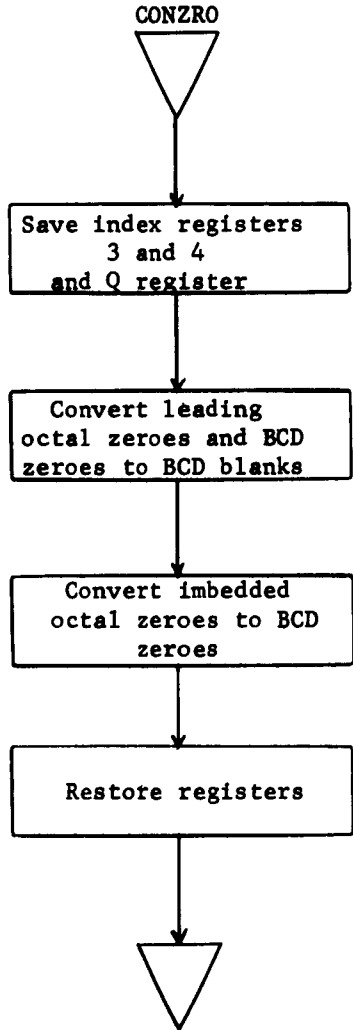 CONZRO
Save index registers
3 and 4
and Q register
Convert leading
octal zeroes and BCD
zeroes to BCD blanks
Convert imbedded
octal zeroes to BCD
zeroes
Restore registers